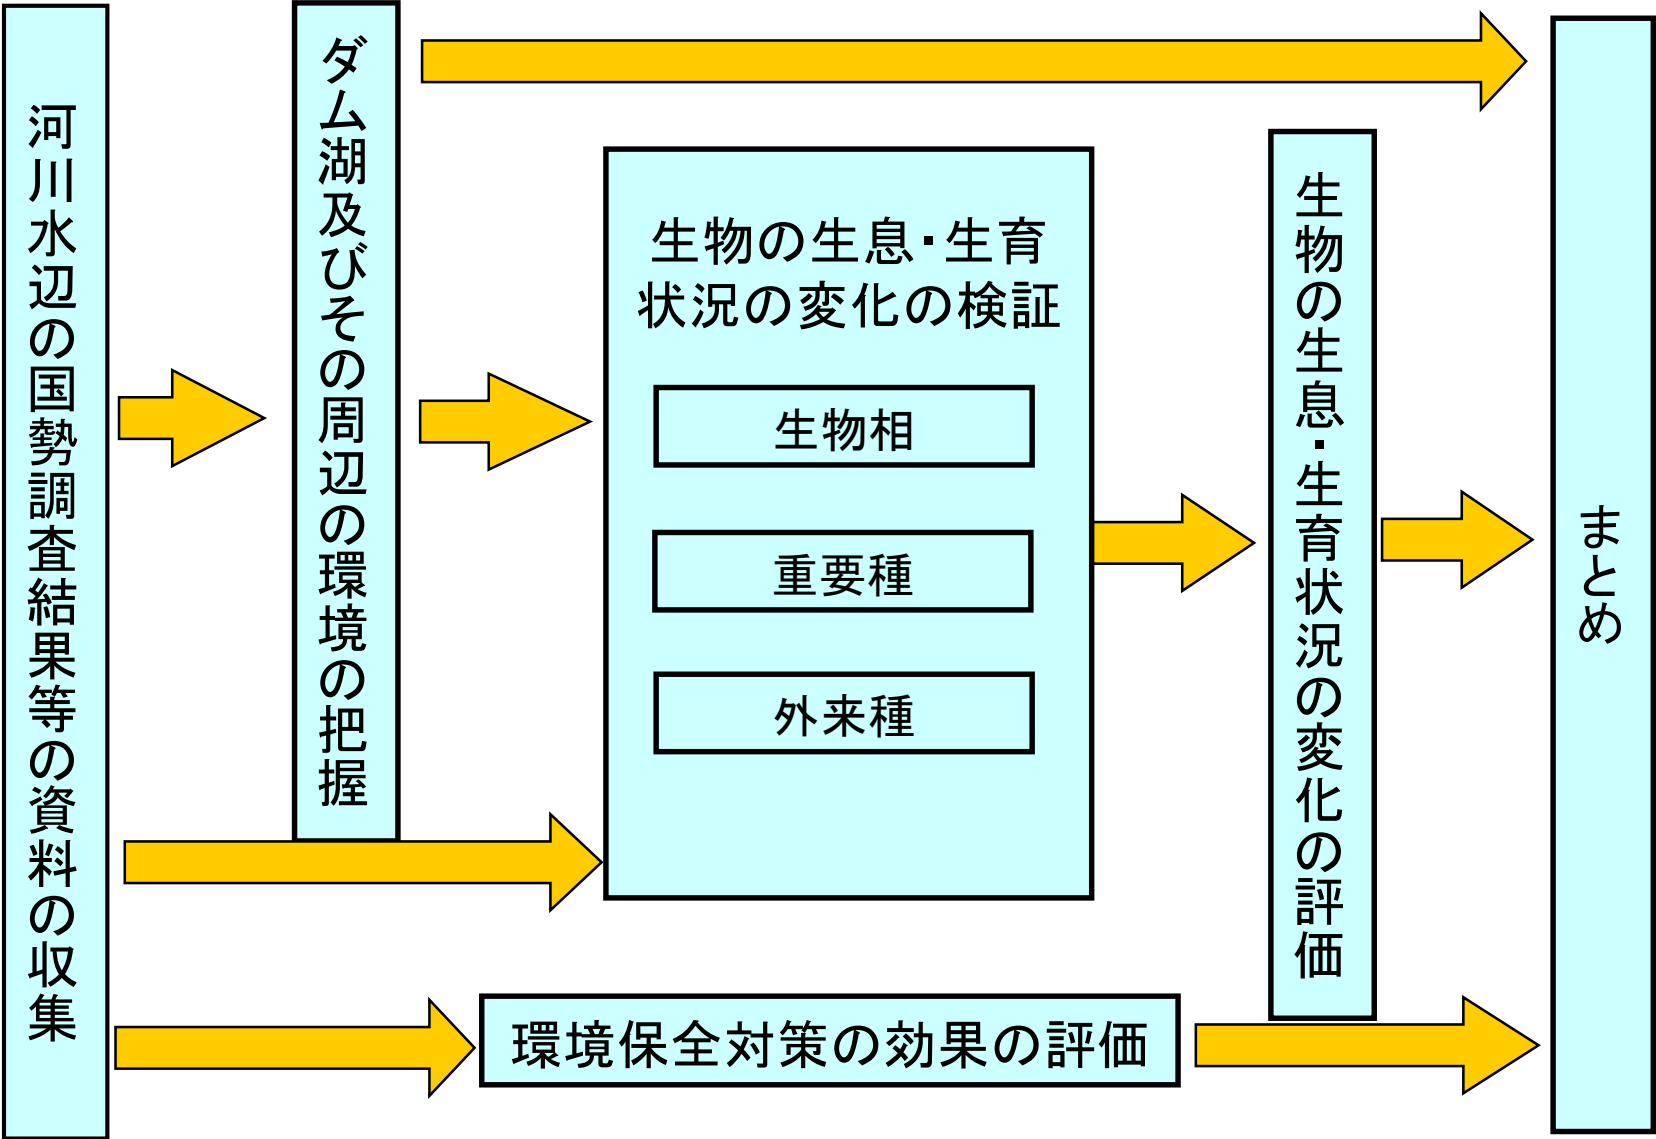 河川水辺の国勢調査結果等の資料の収集
ダム湖及びその周辺の環境の把握
生物の生息･生育
状況の変化の検証
生物相
重要種
外来種
環境保全対策の効果の評価
生物の生息･生育状況の変化の評価
まとめ